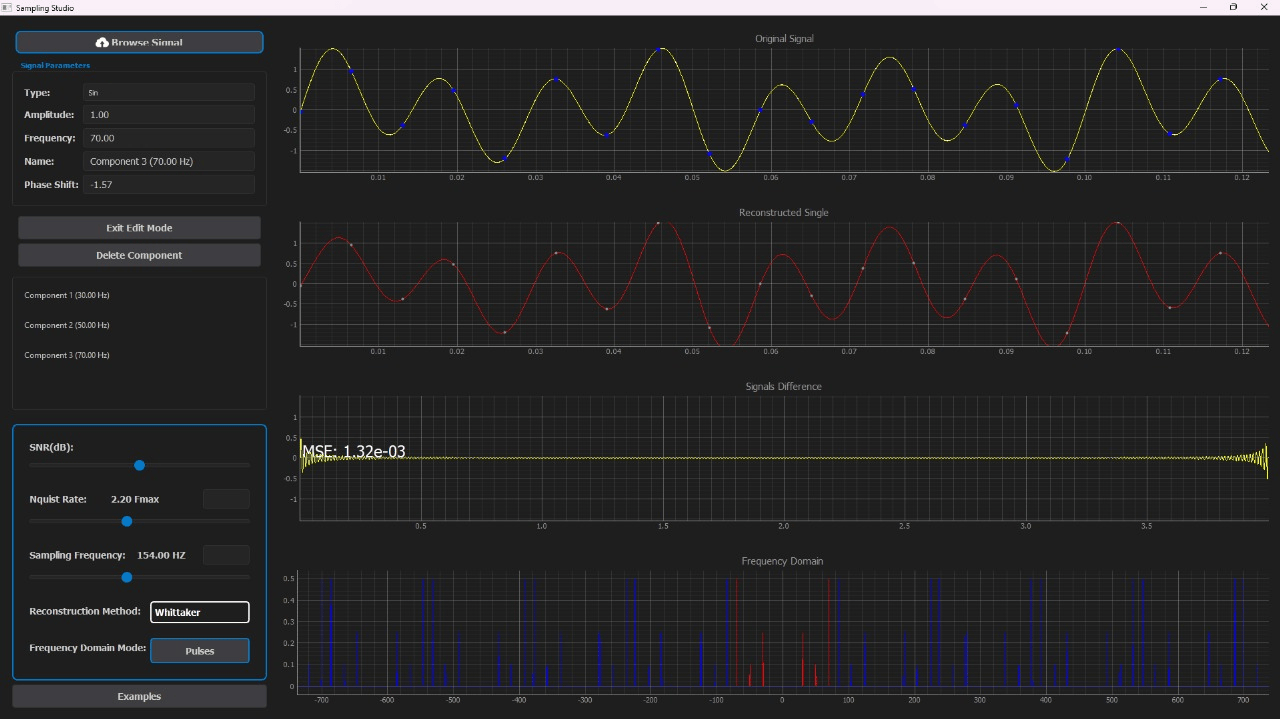 Sampling Studio
Browse Signal
Signal Parameters
Type: Sin
Amplitude: 1.00
Frequency: 70.00
Name: Component 3 (70.00 Hz)
Phase Shift: -1.57
Exit Edit Mode
Delete Component
Component 1 (30.00 Hz)
Component 2 (50.00 Hz)
Component 3 (70.00 Hz)
SNR(dB):
Nquist Rate: 2.20 Fmax
Sampling Frequency: 154.00 HZ
Reconstruction Method: Whittaker
Frequency Domain Mode: Pulses
Examples
Original Signal
1
0.5
0
-0.5
-1
0.01 0.02 0.03 0.04 0.05 0.06 0.07 0.08 0.09 0.10 0.11 0.12
Reconstructed Single
1
0.5
0
-0.5
-1
0.01 0.02 0.03 0.04 0.05 0.06 0.07 0.08 0.09 0.10 0.11 0.12
Signals Difference
1
0.5
MSE: 1.32e-03
0
-0.5
-1
0.5 1.0 1.5 2.0 2.5 3.0 3.5
Frequency Domain
0.5
0.4
0.3
0.2
0.1
0
-700 -600 -500 -400 -300 -200 -100 0 100 200 300 400 500 600 700